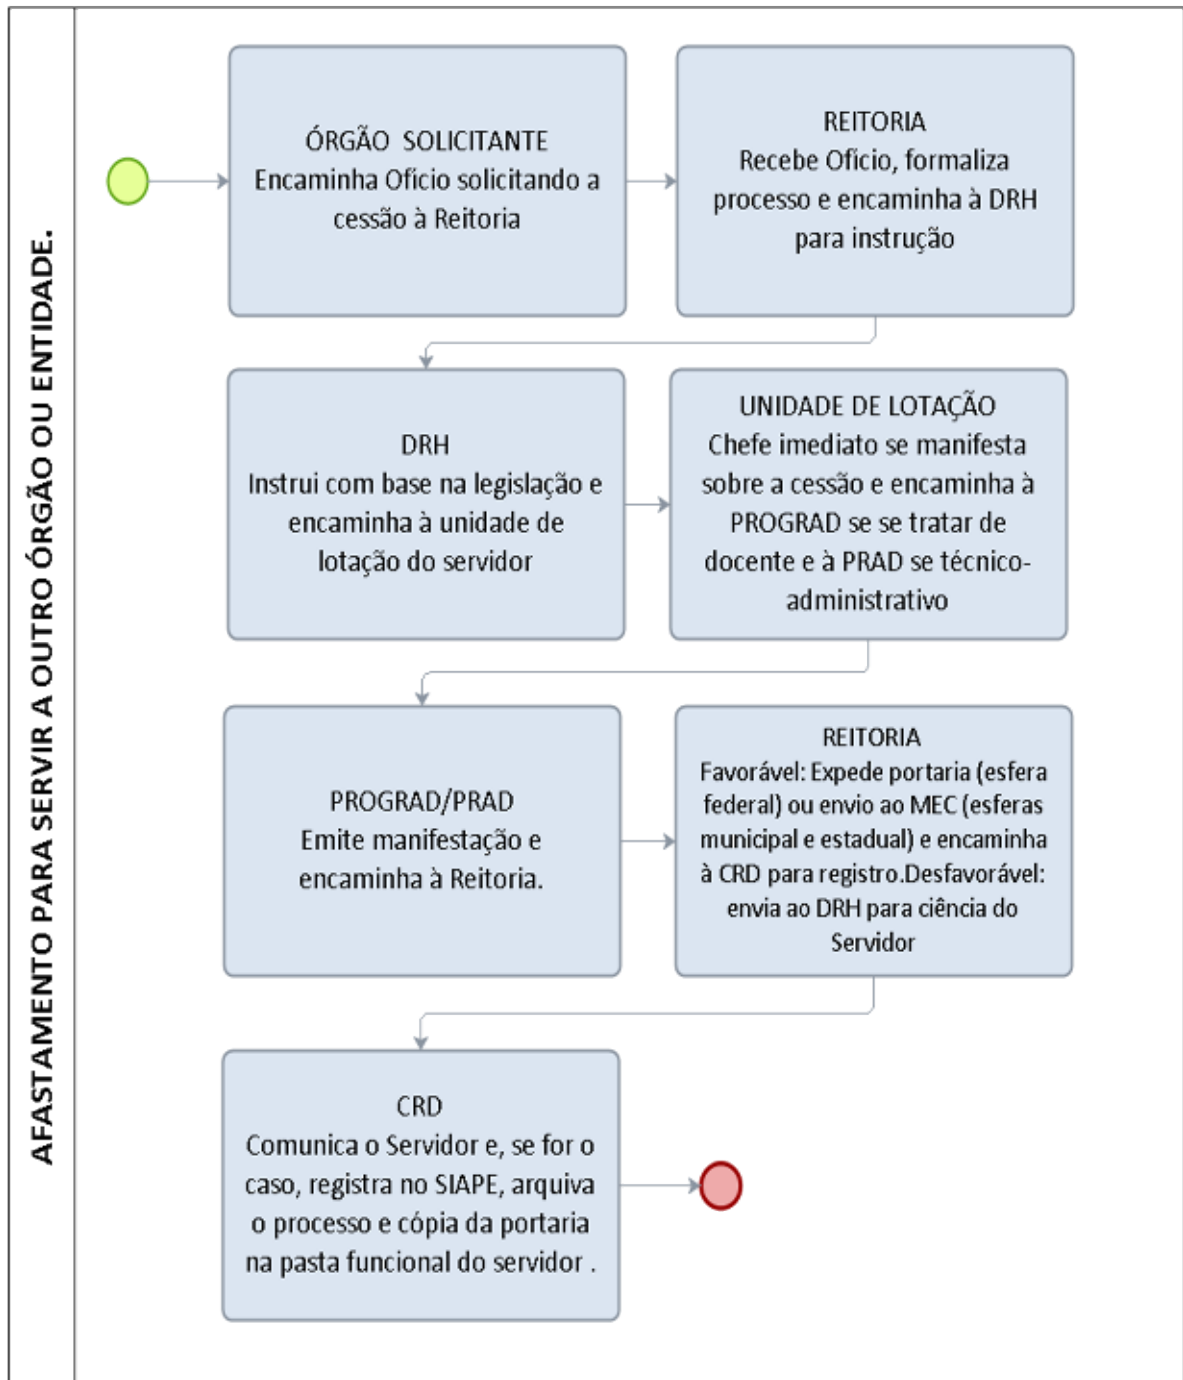 AFASTAMENTO PARA SERVIR A OUTRO ÓRGÃO OU ENTIDADE.
ÓRGÃO SOLICITANTE
Encaminha Ofício solicitando a
cessão à Reitoria
REITORIA
Recebe Ofício, formaliza
processo e encaminha à DRH
para instrução
DRH
Instrui com base na legislação e
encaminha à unidade de
lotação do servidor
UNIDADE DE LOTAÇÃO
Chefe imediato se manifesta
sobre a cessão e encaminha à
PROGRAD se se tratar de
docente e à PRAD se técnico-
administrativo
PROGRAD/PRAD
Emite manifestação e
encaminha à Reitoria.
REITORIA
Favorável: Expede portaria (esfera
federal) ou envio ao MEC (esferas
municipal e estadual) e encaminha
à CRD para registro.Desfavorável:
envia ao DRH para ciência do
Servidor
CRD
Comunica o Servidor e, se for o
caso, registra no SIAPE, arquiva
o processo e cópia da portaria
na pasta funcional do servidor .